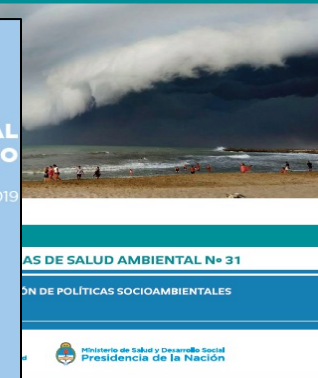 AL
O
2019
AS DE SALUD AMBIENTAL Nº 31
ÓN DE POLÍTICAS SOCIOAMBIENTALES
Ministerio de Salud y Desarrollo Social
Presidencia de la Nación